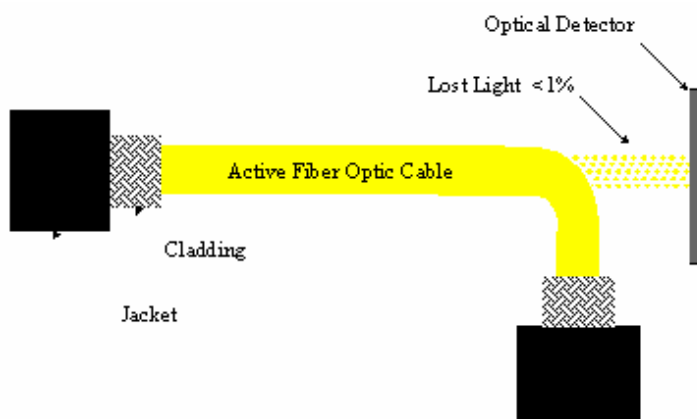 Optical Detector
Lost Light <1%
Active Fiber Optic Cable
Cladding
Jacket